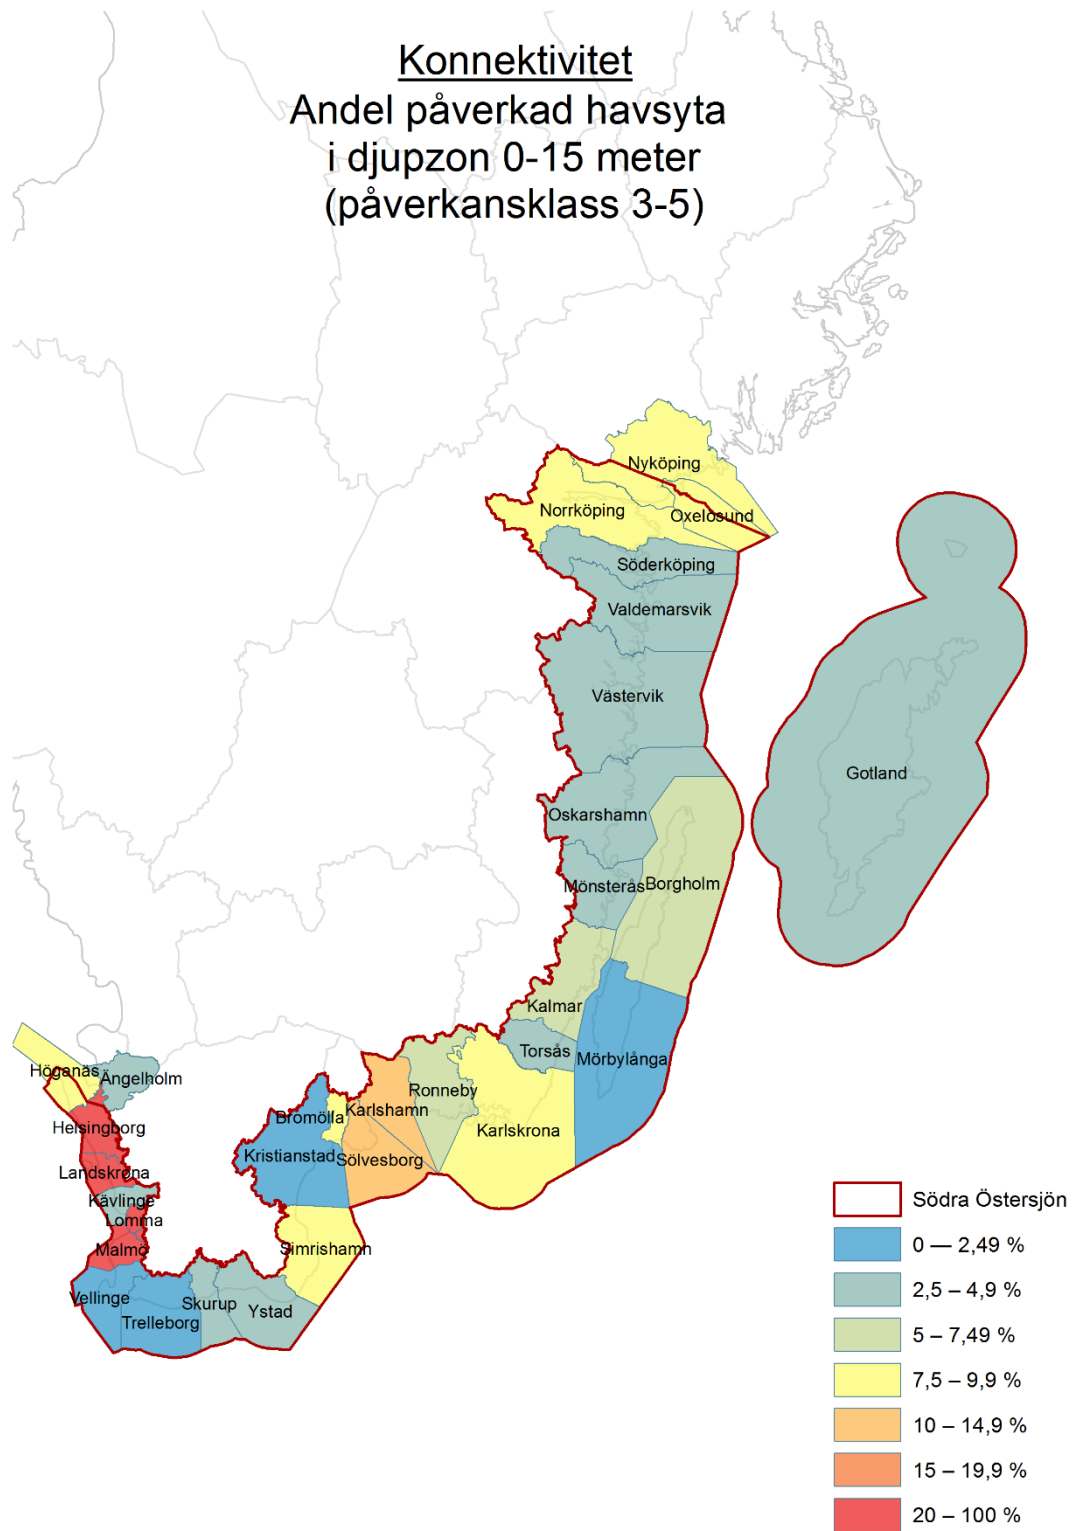 Konnektivitet
Andel påverkad havsyta
i djupzon 0-15 meter
(påverkansklass 3-5)
Nyköping
Norrköping
Oxelösund
Söderköping
Valdemarsvik
Västervik
Gotland
Oskarshamn
Mönsterås
Borgholm
Kalmar
Torsås
Mörbylånga
Höganäs
Ängelholm
Ronneby
Karlshamn
Bromölla
Helsingborg
Karlskrona
Kristianstad
Sölvesborg
Landskrona
Kävlinge
Lomma
Malmö
Simrishamn
Vellinge
Skurup
Ystad
Trelleborg
Södra Östersjön
0 — 2,49 %
2,5 – 4,9 %
5 – 7,49 %
7,5 – 9,9 %
10 – 14,9 %
15 – 19,9 %
20 – 100 %